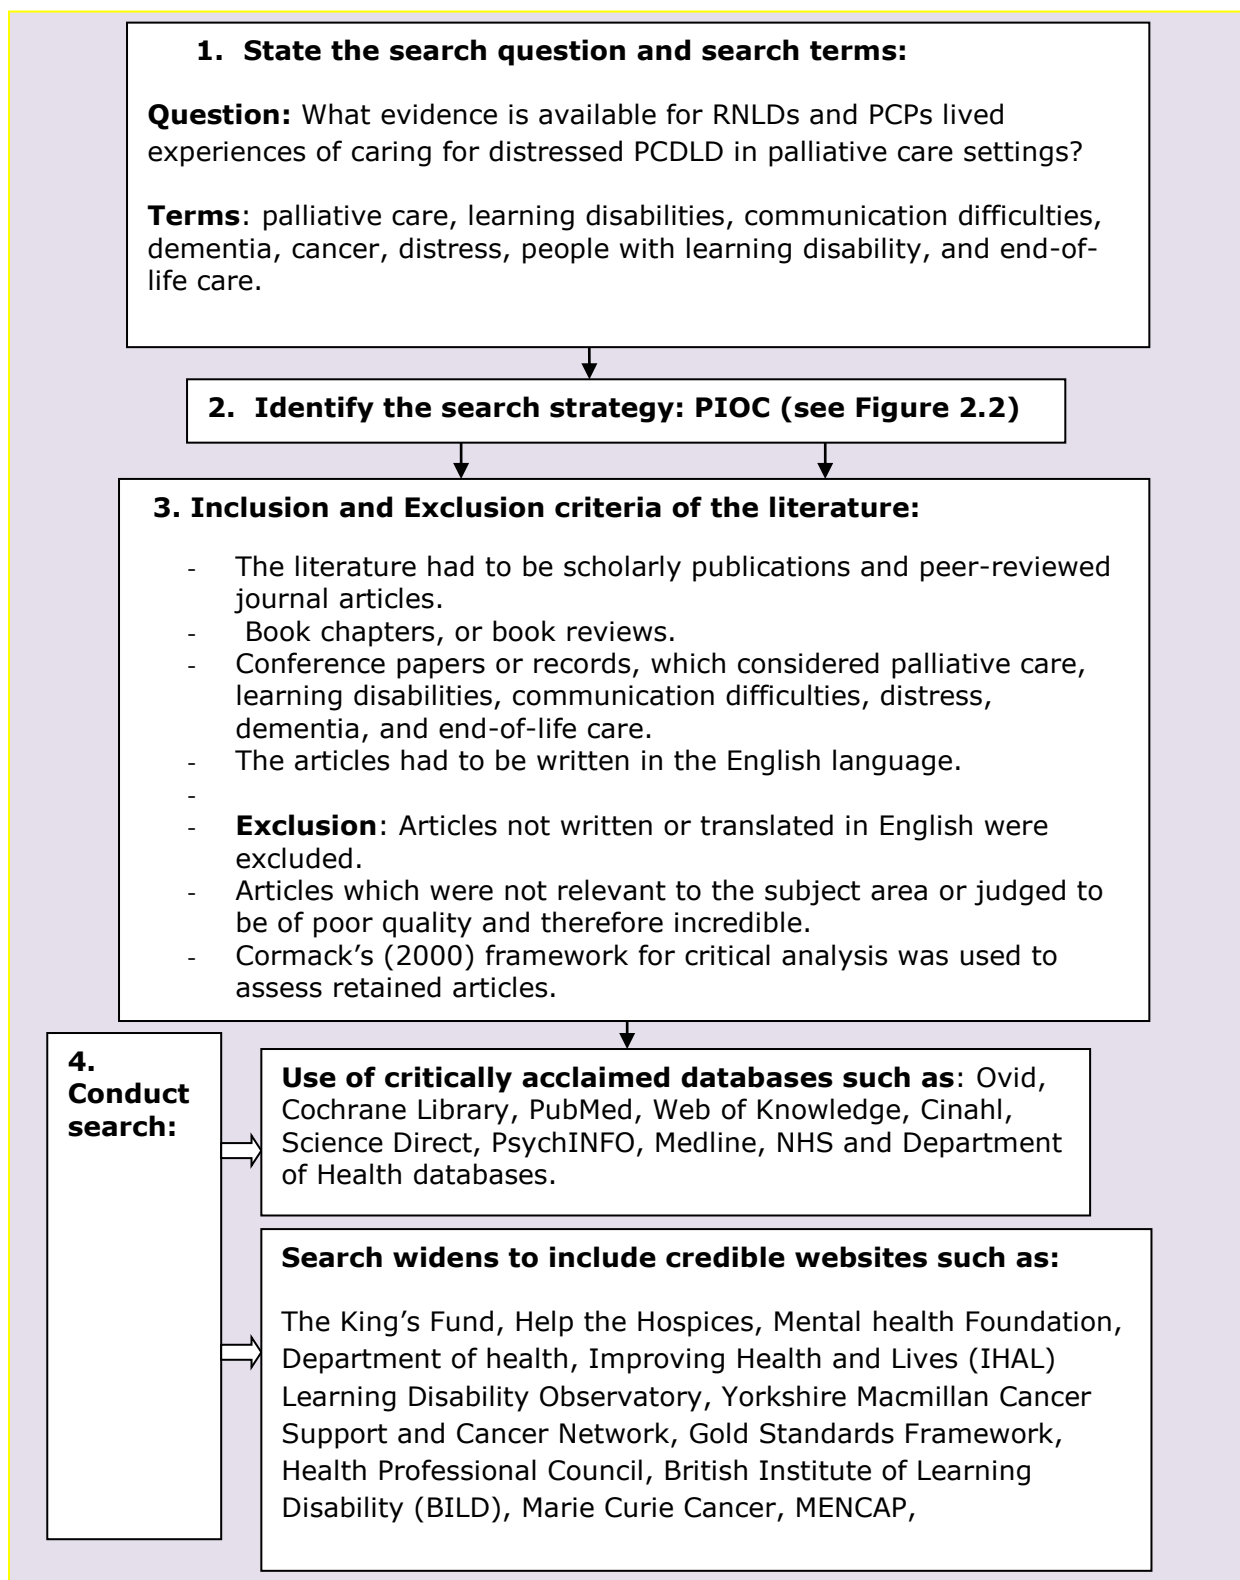 1. State the search question and search terms:
Question: What evidence is available for RNLDs and PCPs lived
experiences of caring for distressed PCDLD in palliative care settings?
Terms: palliative care, learning disabilities, communication difficulties,
dementia, cancer, distress, people with learning disability, and end-of-
life care.
2. Identify the search strategy: PIOC (see Figure 2.2)
3. Inclusion and Exclusion criteria of the literature:
- The literature had to be scholarly publications and peer-reviewed
journal articles.
- Book chapters, or book reviews.
- Conference papers or records, which considered palliative care,
learning disabilities, communication difficulties, distress,
dementia, and end-of-life care.
- The articles had to be written in the English language.
-
- Exclusion: Articles not written or translated in English were
excluded.
- Articles which were not relevant to the subject area or judged to
be of poor quality and therefore incredible.
- Cormack’s (2000) framework for critical analysis was used to
assess retained articles.
4.
Conduct
search:
Use of critically acclaimed databases such as: Ovid,
Cochrane Library, PubMed, Web of Knowledge, Cinahl,
Science Direct, PsychINFO, Medline, NHS and Department
of Health databases.
Search widens to include credible websites such as:
The King’s Fund, Help the Hospices, Mental health Foundation,
Department of health, Improving Health and Lives (IHAL)
Learning Disability Observatory, Yorkshire Macmillan Cancer
Support and Cancer Network, Gold Standards Framework,
Health Professional Council, British Institute of Learning
Disability (BILD), Marie Curie Cancer, MENCAP,